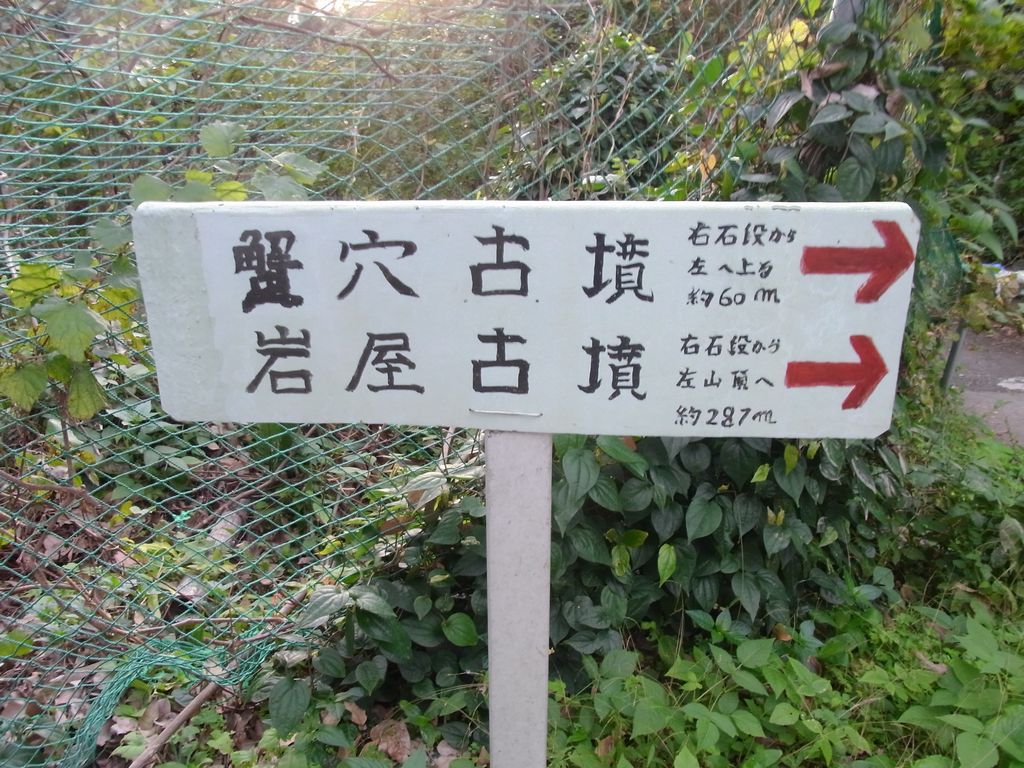 蟹穴古墳
右石段から
左へ上る
約60m
岩屋古墳
右石段から
左山頂へ
約287m